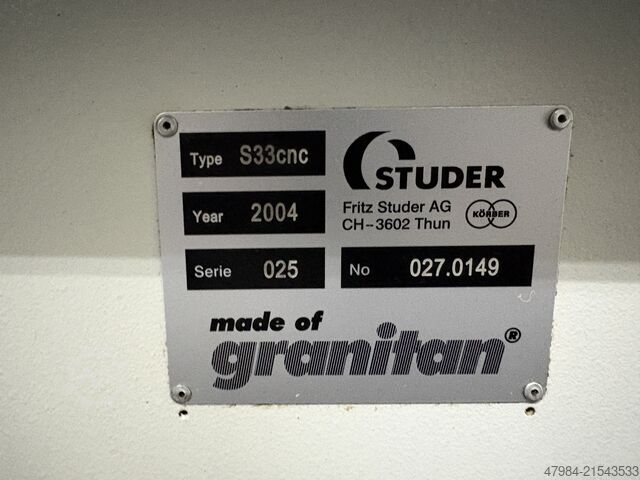 Type S33cnc
STUDER
Year 2004
Fritz Studer AG
CH--3602 Thun
KÖRBER
Serie 025
No 027.0149
made of
granitan®
47984-21543533